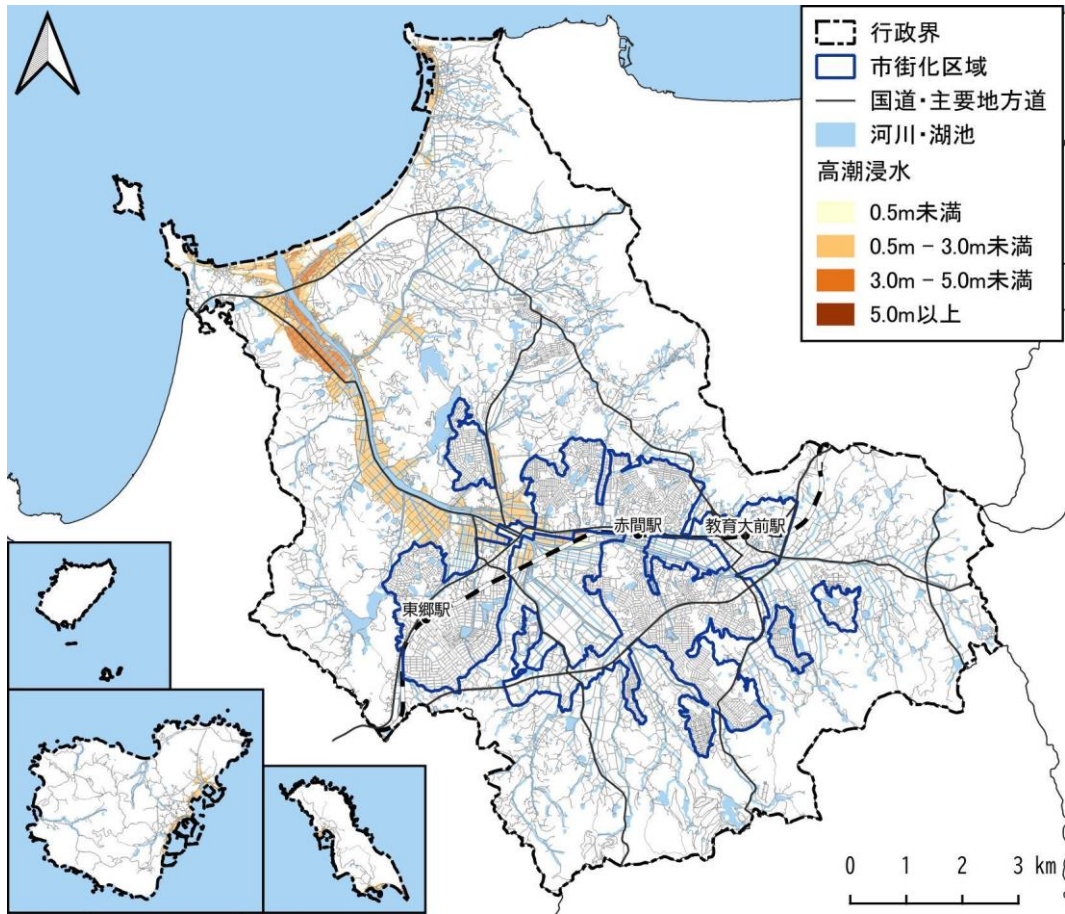 行政界
市街化区域
国道・主要地方道
河川・湖池
高潮浸水
0.5m未満
0.5m - 3.0m未満
3.0m - 5.0m未満
5.0m以上
赤間駅
教育大前駅
東郷駅
0 1 2 3 km